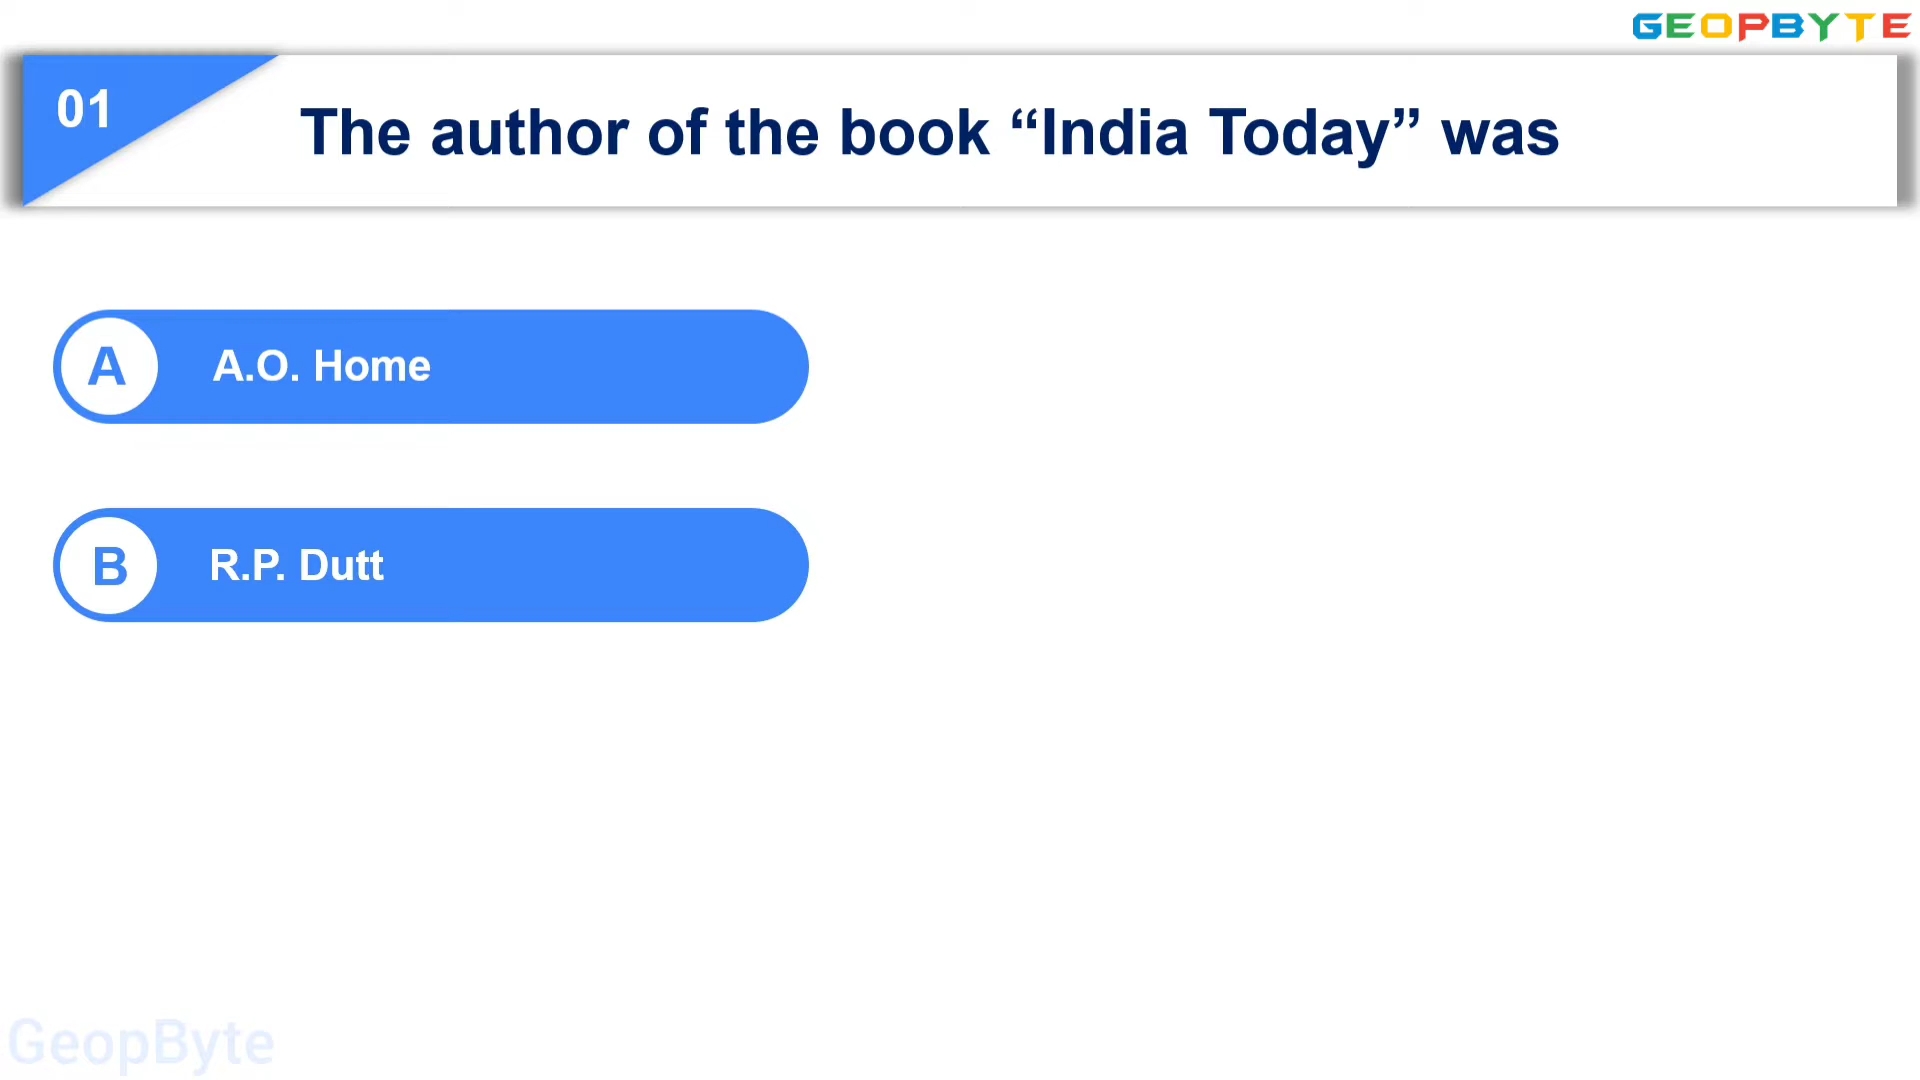 GEOPBYTE
01
The author of the book “India Today” was
A
A.O. Home
B
R.P. Dutt
GeopByte